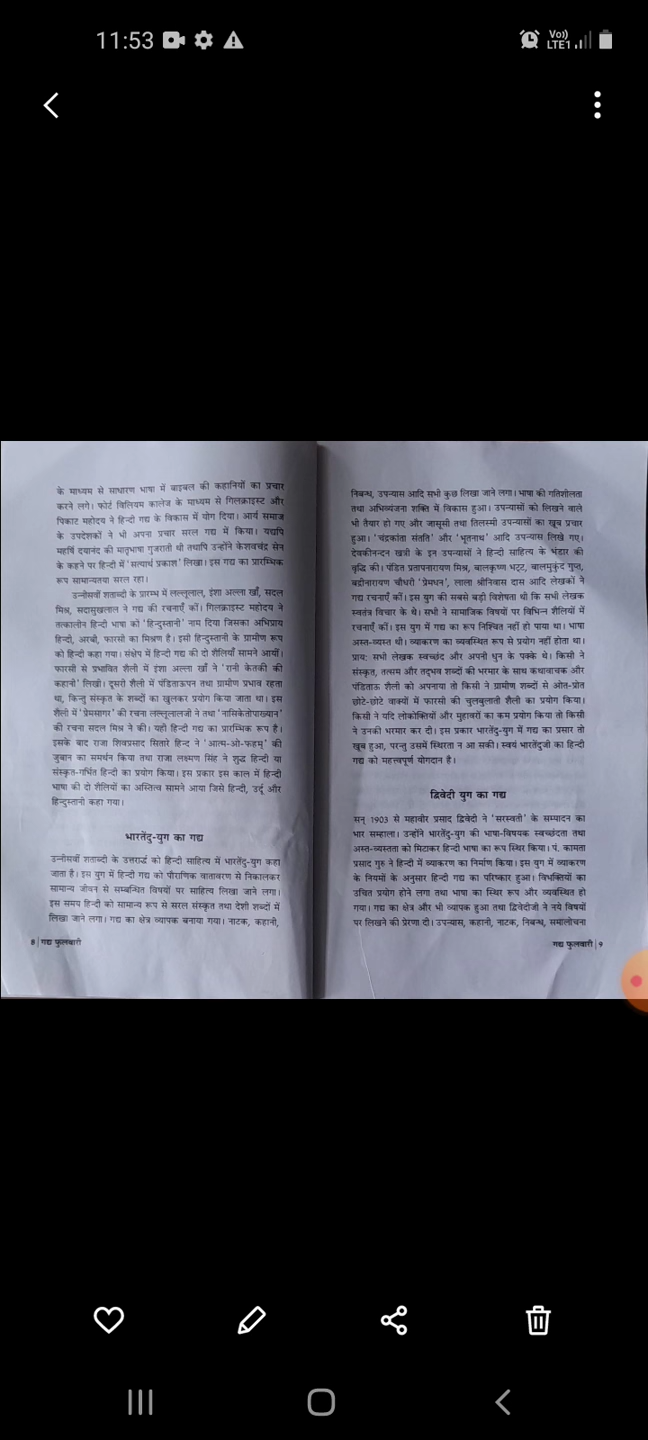 11:53
Vo))
LTE1
के माध्यम से साधारण भाषा में बाइबल की कहानियों का प्रचार
करने लगे। फोर्ट विलियम कालेज के माध्यम से गिलक्राइस्ट और
पिकाट महोदय ने हिन्दी गद्य के विकास में योग दिया। आर्य समाज
के उपदेशकों ने भी अपना प्रचार सरल गद्य में किया। यद्यपि
महर्षि दयानंद की मातृभाषा गुजराती थी तथापि उन्होंने केशवचंद्र सेन
के कहने पर हिन्दी में 'सत्यार्थ प्रकाश' लिखा। इस गद्य का प्रारम्भिक
रूप सामान्यतया सरल रहा।
उन्नीसवीं शताब्दी के प्रारम्भ में लल्लूलाल, इंशा अल्ला खाँ, सदल
मिश्र, सदासुखलाल ने गद्य की रचनाएँ कीं। गिलक्राइस्ट महोदय ने
तत्कालीन हिन्दी भाषा को 'हिन्दुस्तानी' नाम दिया जिसका अभिप्राय
हिन्दी, अरबी, फारसी का मिश्रण है। इसी हिन्दुस्तानी के ग्रामीण रूप
को हिन्दी कहा गया। संक्षेप में हिन्दी गद्य की दो शैलियाँ सामने आयीं।
फारसी से प्रभावित शैली में इंशा अल्ला खाँ ने 'रानी केतकी की
कहानी' लिखी। दूसरी शैली में पंडिताऊपन तथा ग्रामीण प्रभाव रहता
था, किन्तु संस्कृत के शब्दों का खुलकर प्रयोग किया जाता था। इस
शैली में 'प्रेमसागर' की रचना लल्लूलालजी ने तथा 'नासिकेतोपाख्यान'
की रचना सदल मिश्र ने की। यही हिन्दी गद्य का प्रारम्भिक रूप है।
इसके बाद राजा शिवप्रसाद सितारे हिन्द ने 'आत्म-ओ-फहम्' की
जुबान का समर्थन किया तथा राजा लक्ष्मण सिंह ने शुद्ध हिन्दी या
संस्कृत-गर्भित हिन्दी का प्रयोग किया। इस प्रकार इस काल में हिन्दी
भाषा की दो शैलियों का अस्तित्व सामने आया जिसे हिन्दी, उर्दू और
हिन्दुस्तानी कहा गया।
भारतेंदु-युग का गद्य
उन्नीसवीं शताब्दी के उत्तरार्द्ध को हिन्दी साहित्य में भारतेंदु-युग कहा
जाता है। इस युग में हिन्दी गद्य को पौराणिक वातावरण से निकालकर
सामान्य जीवन से सम्बन्धित विषयों पर साहित्य लिखा जाने लगा।
इस समय हिन्दी को सामान्य रूप से सरल संस्कृत तथा देशी शब्दों में
लिखा जाने लगा। गद्य का क्षेत्र व्यापक बनाया गया। नाटक, कहानी,
8 | गद्य फुलवारी
निबन्ध, उपन्यास आदि सभी कुछ लिखा जाने लगा। भाषा की गतिशीलता
तथा अभिव्यंजना शक्ति में विकास हुआ। उपन्यासों को लिखने वाले
भी तैयार हो गए और जासूसी तथा तिलस्मी उपन्यासों का खूब प्रचार
हुआ। 'चंद्रकांता संतति' और 'भूतनाथ' आदि उपन्यास लिखे गए।
देवकीनन्दन खत्री के इन उपन्यासों ने हिन्दी साहित्य के भंडार की
वृद्धि की। पंडित प्रतापनारायण मिश्र, बालकृष्ण भट्ट, बालमुकुंद गुप्त,
बद्रीनारायण चौधरी 'प्रेमघन', लाला श्रीनिवास दास आदि लेखकों ने
गद्य रचनाएँ कीं। इस युग की सबसे बड़ी विशेषता थी कि सभी लेखक
स्वतंत्र विचार के थे। सभी ने सामाजिक विषयों पर विभिन्न शैलियों में
रचनाएँ कीं। इस युग में गद्य का रूप निश्चित नहीं हो पाया था। भाषा
अस्त-व्यस्त थी। व्याकरण का व्यवस्थित रूप से प्रयोग नहीं होता था।
प्राय: सभी लेखक स्वच्छंद और अपनी धुन के पक्के थे। किसी ने
संस्कृत, तत्सम और तद्भव शब्दों की भरमार के साथ कथावाचक और
पंडिताऊ शैली को अपनाया तो किसी ने ग्रामीण शब्दों से ओत-प्रोत
छोटे-छोटे वाक्यों में फारसी की चुलबुलाती शैली का प्रयोग किया।
किसी ने यदि लोकोक्तियों और मुहावरों का कम प्रयोग किया तो किसी
ने उनकी भरमार कर दी। इस प्रकार भारतेंदु-युग में गद्य का प्रसार तो
खूब हुआ, परन्तु उसमें स्थिरता न आ सकी। स्वयं भारतेंदुजी का हिन्दी
गद्य को महत्त्वपूर्ण योगदान है।
द्विवेदी युग का गद्य
सन् 1903 से महावीर प्रसाद द्विवेदी ने 'सरस्वती' के सम्पादन का
भार सम्हाला। उन्होंने भारतेंदु-युग की भाषा-विषयक स्वच्छंदता तथा
अस्त-व्यस्तता को मिटाकर हिन्दी भाषा का रूप स्थिर किया। पं. कामता
प्रसाद गुरु ने हिन्दी में व्याकरण का निर्माण किया। इस युग में व्याकरण
के नियमों के अनुसार हिन्दी गद्य का परिष्कार हुआ। विभक्तियों का
उचित प्रयोग होने लगा तथा भाषा का स्थिर रूप और व्यवस्थित हो
गया। गद्य का क्षेत्र और भी व्यापक हुआ तथा द्विवेदीजी ने नये विषयों
पर लिखने की प्रेरणा दी। उपन्यास, कहानी, नाटक, निबन्ध, समालोचना
गद्य फुलवारी | 9